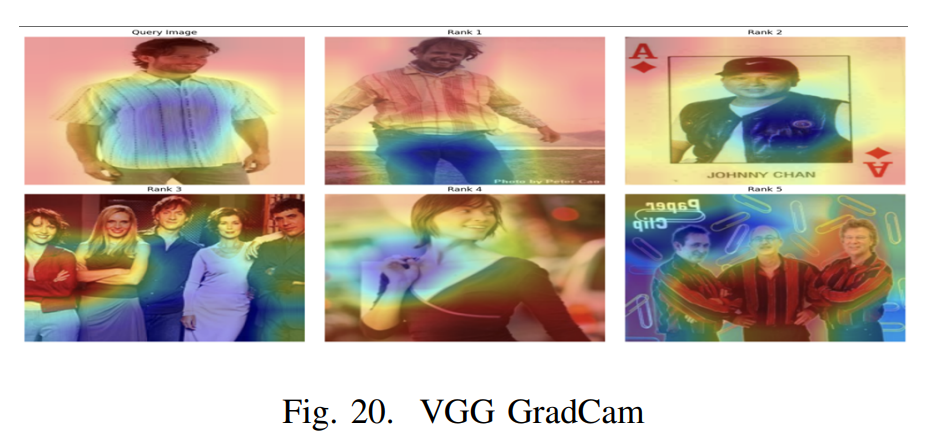 Query Image
Rank 1
Rank 2
A
JOHNNY CHAN
A
Photo by Peter Cao
Rank 3
Rank 4
Rank 5
Paper
Clip
Fig. 20. VGG GradCam